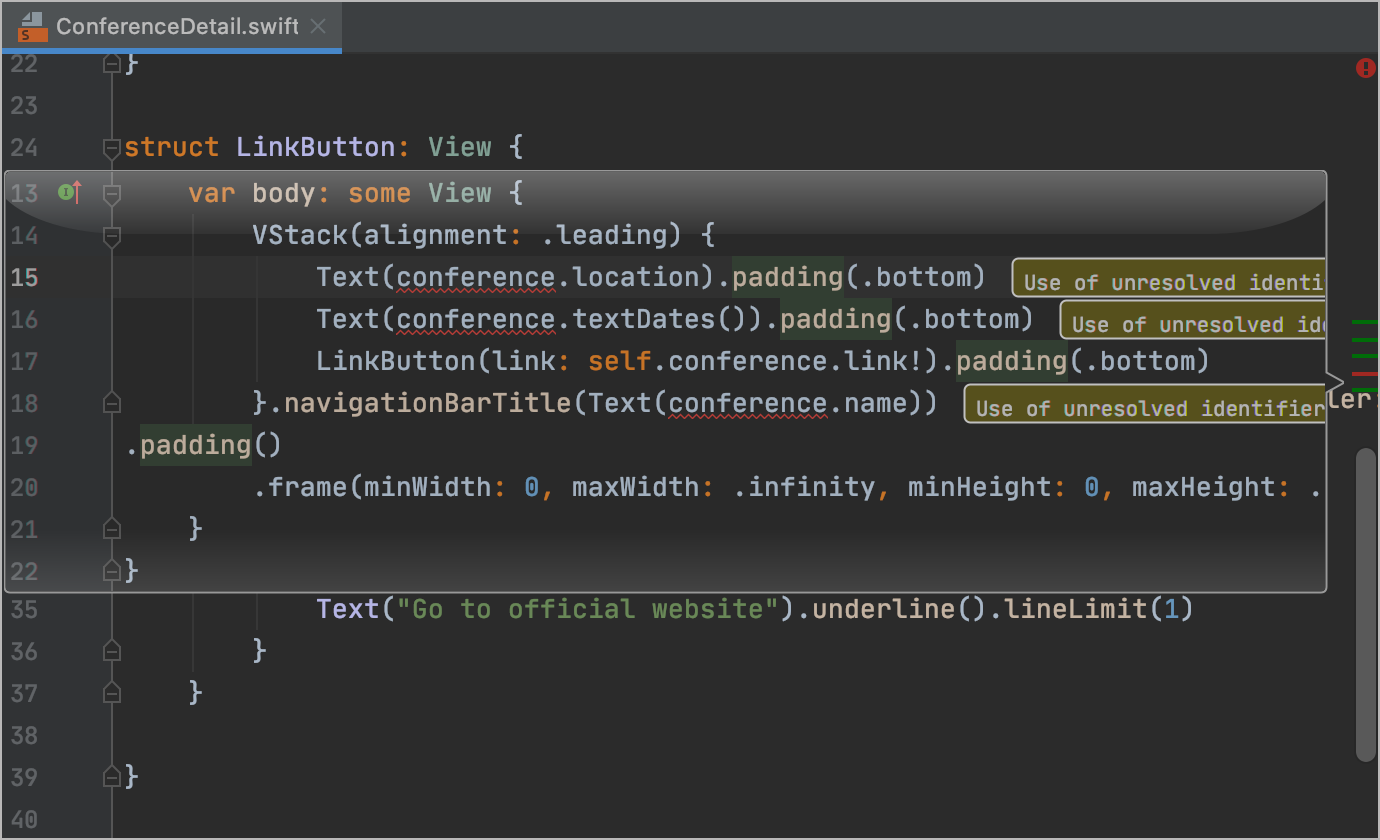 ConferenceDetail.swift
22 }
23
24 struct LinkButton: View {
13 var body: some View {
14 VStack(alignment: .leading) {
15 Text(conference.location).padding(.bottom) Use of unresolved identi
16 Text(conference.textDates()).padding(.bottom) Use of unresolved ide
17 LinkButton(link: self.conference.link!).padding(.bottom)
18 }.navigationBarTitle(Text(conference.name)) Use of unresolved identifier ler
19 .padding()
20 .frame(minWidth: 0, maxWidth: .infinity, minHeight: 0, maxHeight: .
21 }
22 }
35 Text("Go to official website").underline().lineLimit(1)
36 }
37 }
38
39 }
40